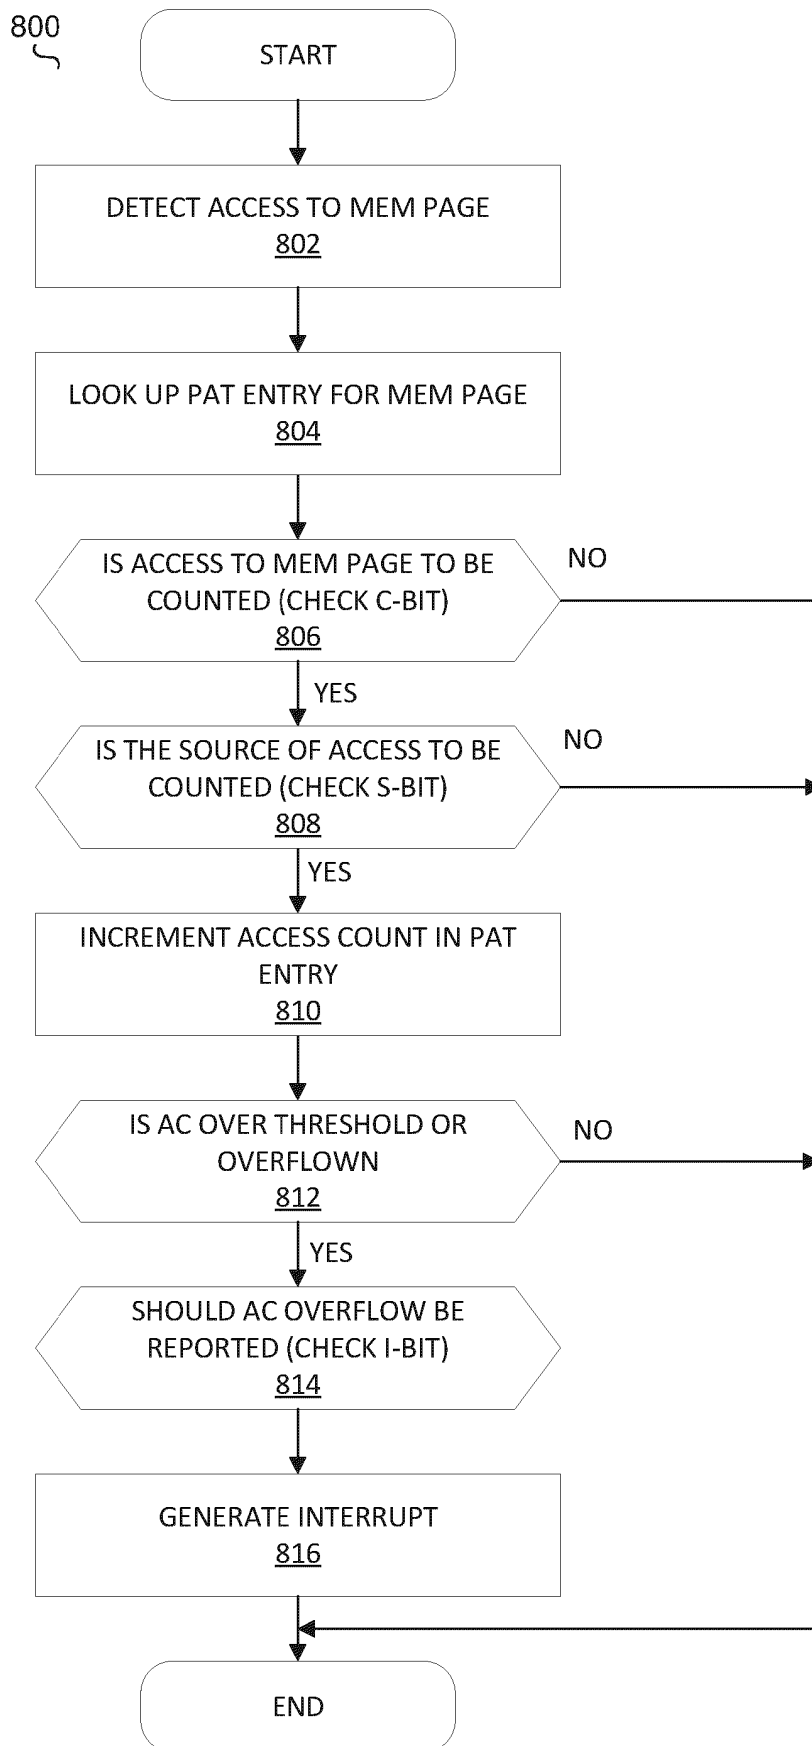 800
START
DETECT ACCESS TO MEM PAGE
802
LOOK UP PAT ENTRY FOR MEM PAGE
804
IS ACCESS TO MEM PAGE TO BE
COUNTED (CHECK C-BIT)
806
NO
YES
IS THE SOURCE OF ACCESS TO BE
COUNTED (CHECK S-BIT)
808
NO
YES
INCREMENT ACCESS COUNT IN PAT
ENTRY
810
IS AC OVER THRESHOLD OR
OVERFLOWN
812
NO
YES
SHOULD AC OVERFLOW BE
REPORTED (CHECK I-BIT)
814
GENERATE INTERRUPT
816
END